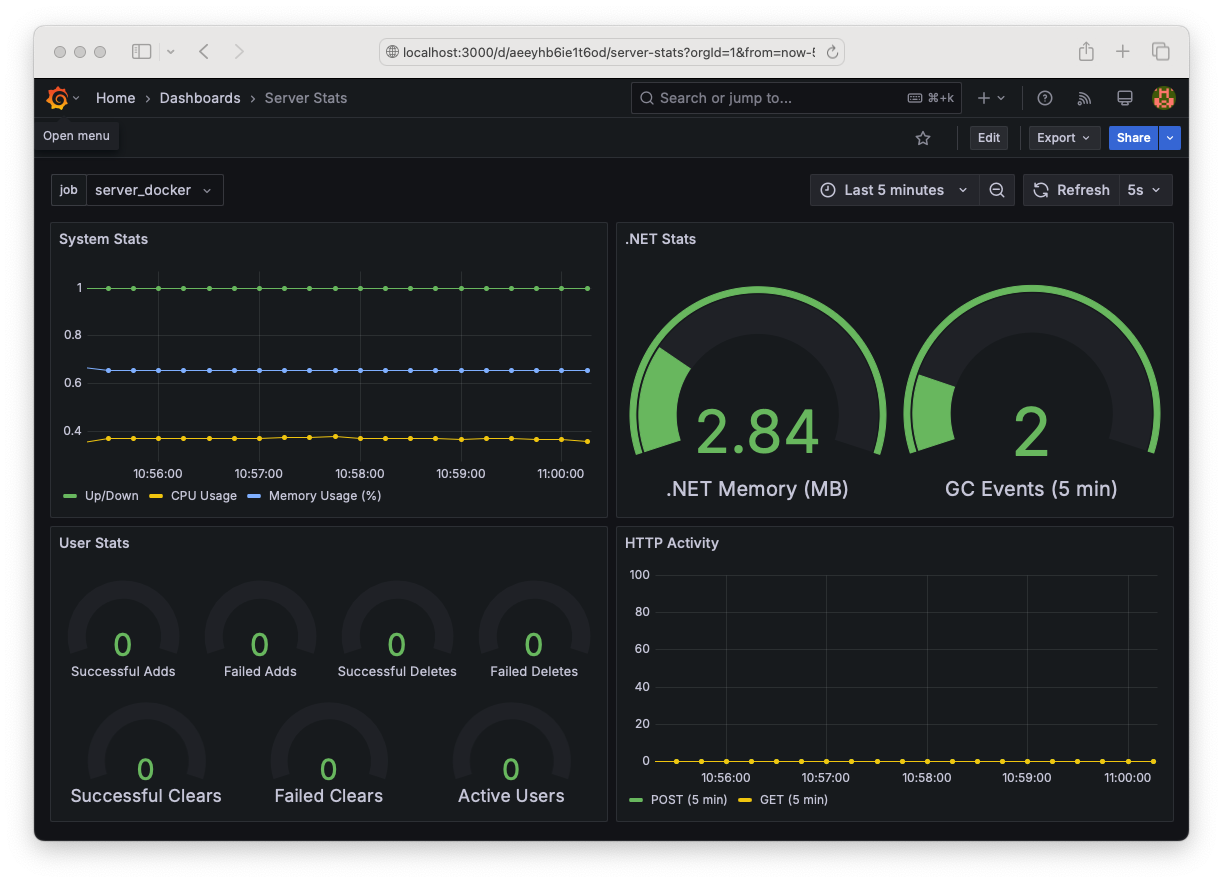 localhost:3000/d/aeeyhb6ie1t6od/server-stats?orgId=1&from=now-5
Home › Dashboards › Server Stats
Search or jump to... ⌘+k
Open menu
Edit Export Share
job server_docker
Last 5 minutes Refresh 5s
System Stats
1
0.8
0.6
0.4
10:56:00 10:57:00 10:58:00 10:59:00 11:00:00
Up/Down CPU Usage Memory Usage (%)
.NET Stats
2.84 2
.NET Memory (MB) GC Events (5 min)
User Stats
0 0 0 0
Successful Adds Failed Adds Successful Deletes Failed Deletes
0 0 0
Successful Clears Failed Clears Active Users
HTTP Activity
100
80
60
40
20
0
10:56:00 10:57:00 10:58:00 10:59:00 11:00:00
POST (5 min) GET (5 min)